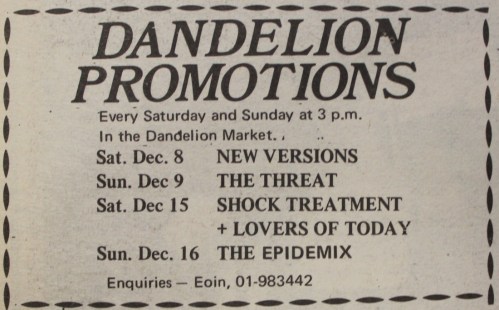 DANDELION
PROMOTIONS
Every Saturday and Sunday at 3 p.m.
In the Dandelion Market.
Sat. Dec. 8 NEW VERSIONS
Sun. Dec 9 THE THREAT
Sat. Dec 15 SHOCK TREATMENT
+ LOVERS OF TODAY
Sun. Dec. 16 THE EPIDEMIX
Enquiries — Eoin, 01-983442